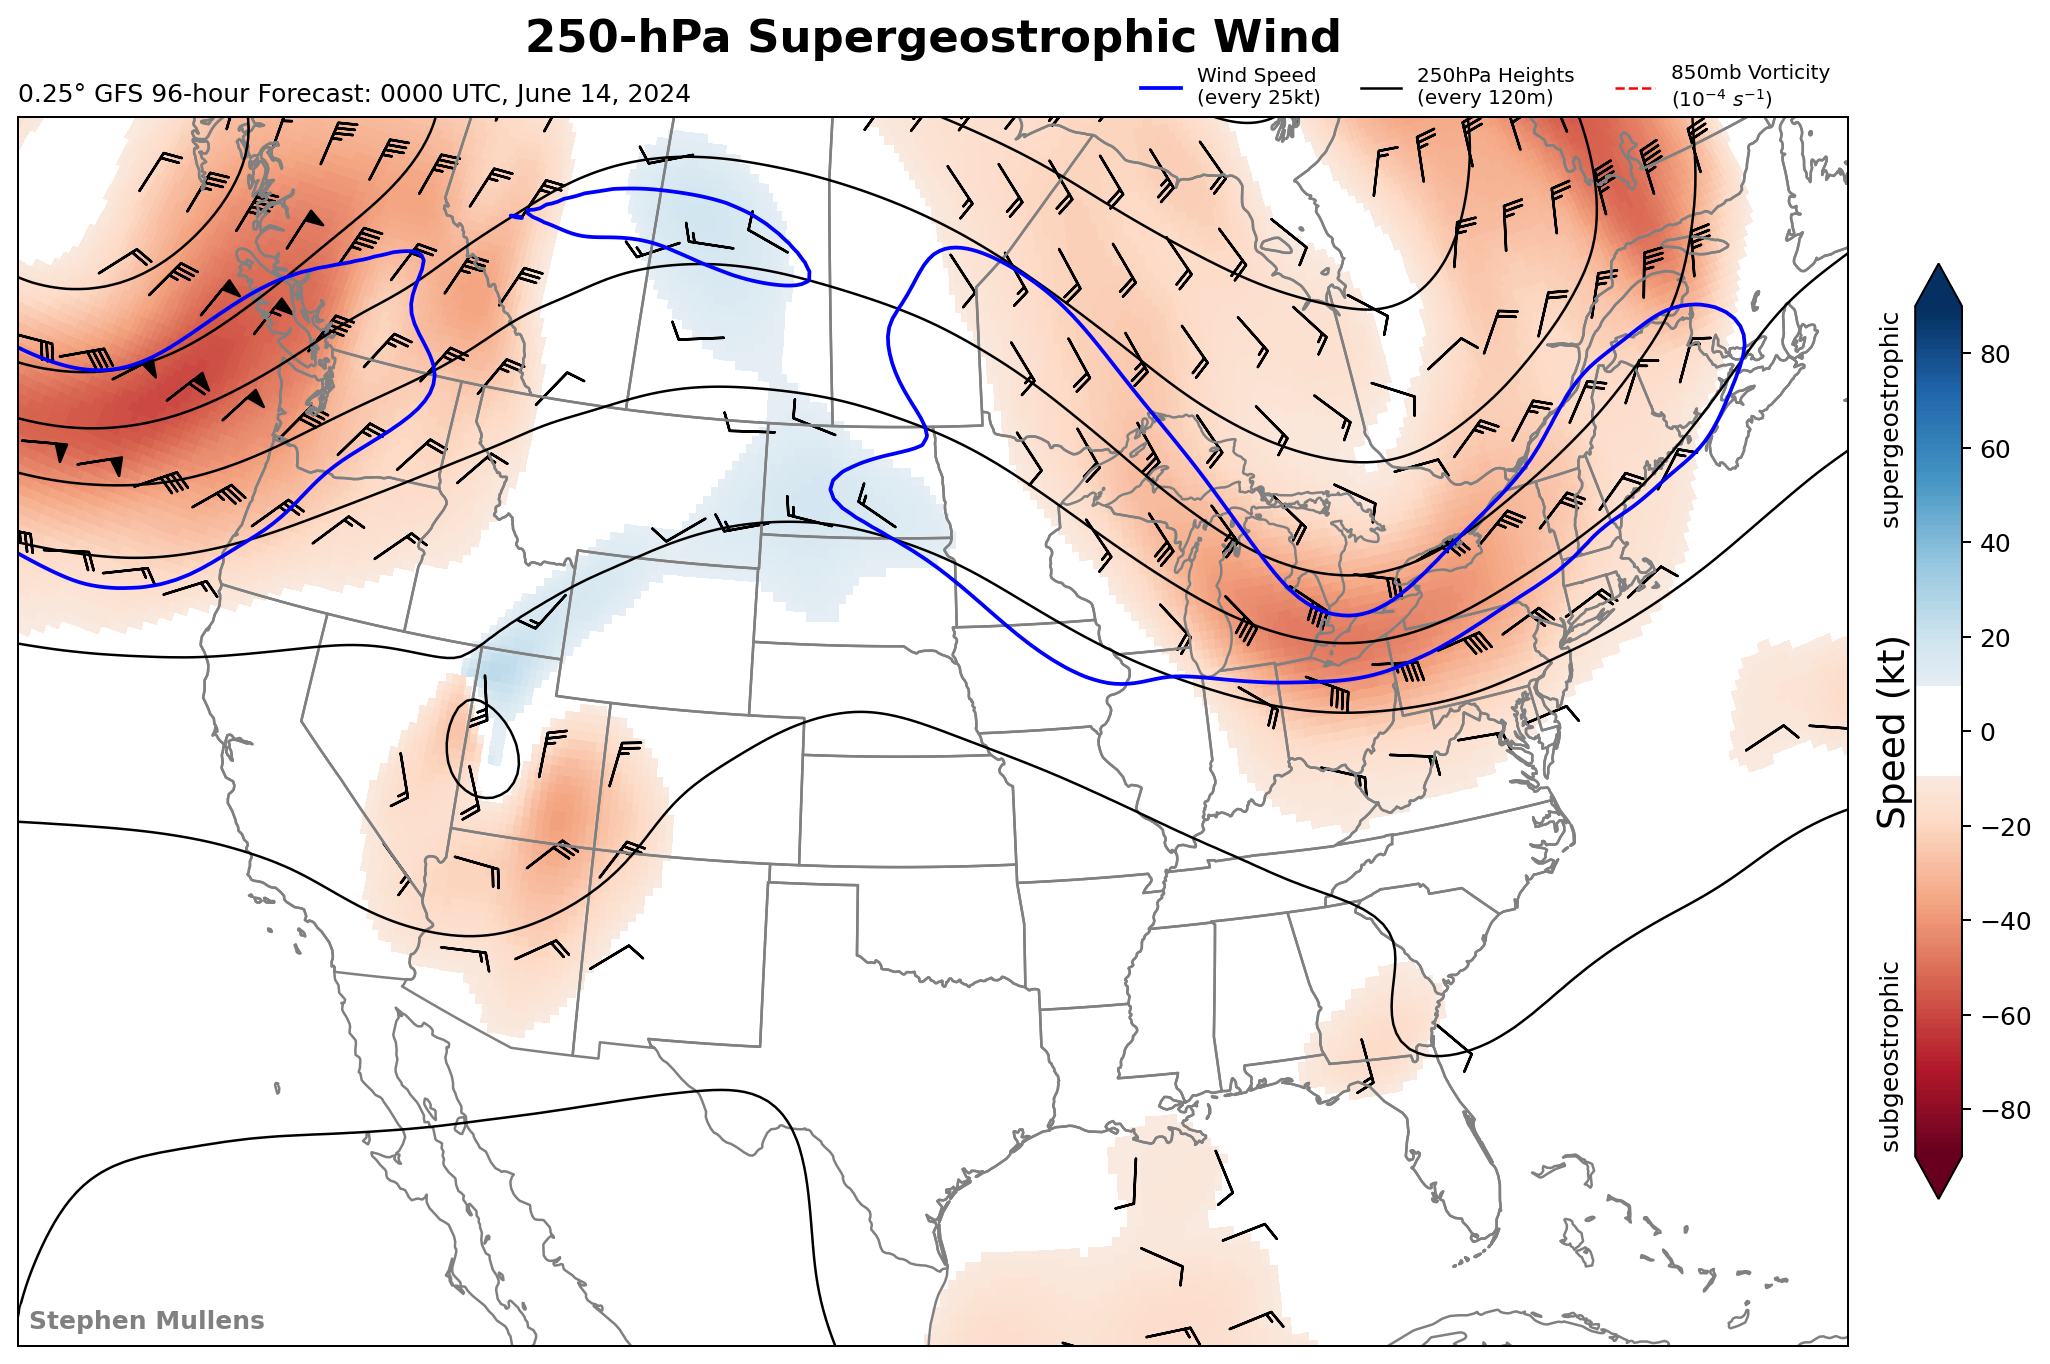 250-hPa Supergeostrophic Wind
0.25° GFS 96-hour Forecast: 0000 UTC, June 14, 2024
Wind Speed
(every 25kt)
250hPa Heights
(every 120m)
850mb Vorticity
(10⁻⁴ s⁻¹)
supergeostrophic
Speed (kt)
subgeostrophic
80
60
40
20
0
−20
−40
−60
−80
Stephen Mullens